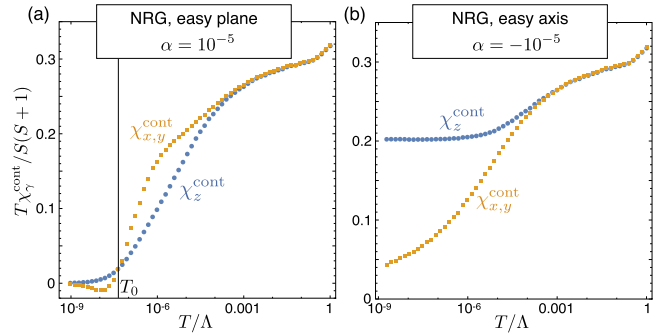 (a)
NRG, easy plane
α = 10⁻⁵
Tχ_γ^cont/S(S + 1)
0.3
0.2
0.1
0
χ_{x,y}^cont
χ_z^cont
T₀
10⁻⁹
10⁻⁶
0.001
1
T/Λ
(b)
NRG, easy axis
α = −10⁻⁵
0.3
0.2
0.1
0
χ_z^cont
χ_{x,y}^cont
10⁻⁹
10⁻⁶
0.001
1
T/Λ